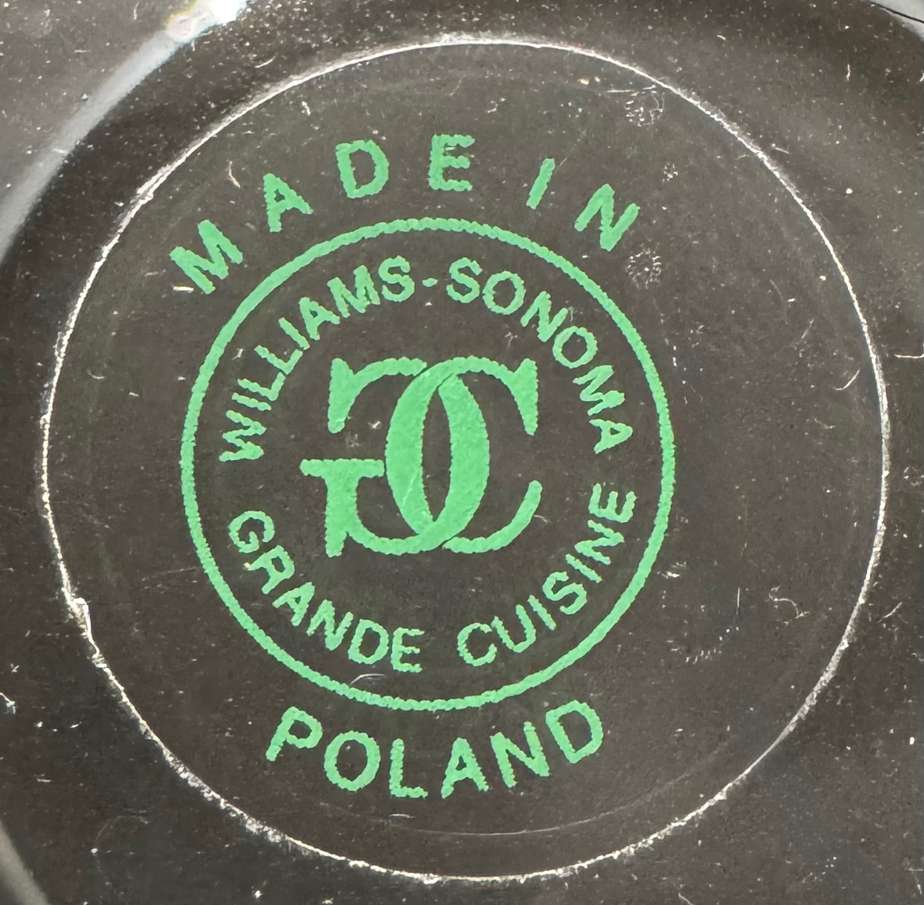 MADE IN
WILLIAMS-SONOMA
GC
GRANDE CUISINE
POLAND